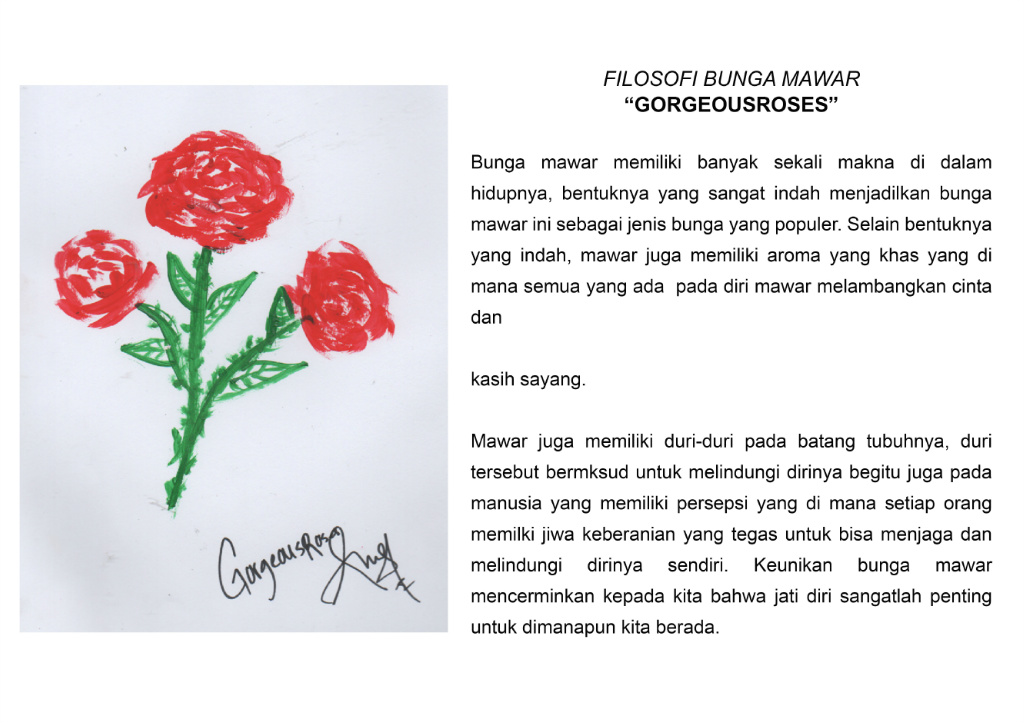 FILOSOFI BUNGA MAWAR
“GORGEOUSROSES”
Bunga mawar memiliki banyak sekali makna di dalam
hidupnya, bentuknya yang sangat indah menjadilkan bunga
mawar ini sebagai jenis bunga yang populer. Selain bentuknya
yang indah, mawar juga memiliki aroma yang khas yang di
mana semua yang ada pada diri mawar melambangkan cinta
dan
kasih sayang.
Mawar juga memiliki duri-duri pada batang tubuhnya, duri
tersebut bermksud untuk melindungi dirinya begitu juga pada
manusia yang memiliki persepsi yang di mana setiap orang
memilki jiwa keberanian yang tegas untuk bisa menjaga dan
melindungi dirinya sendiri. Keunikan bunga mawar
mencerminkan kepada kita bahwa jati diri sangatlah penting
untuk dimanapun kita berada.
GorgeousRose